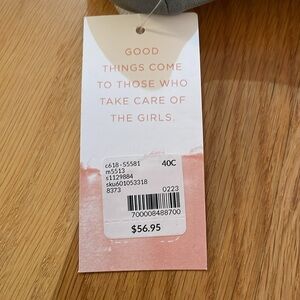 GOOD
THINGS COME
TO THOSE WHO
TAKE CARE OF
THE GIRLS.
c618-S5581 40C
m5513
s1129884
sku601053318
8373 0223
700008488700
$56.95